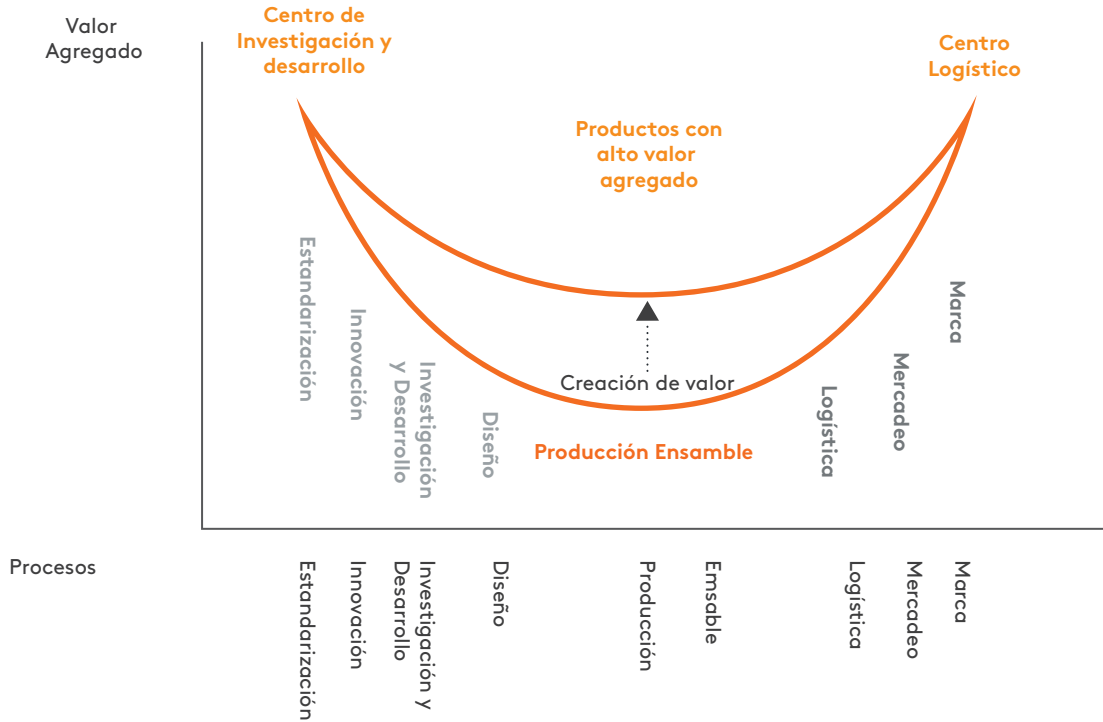 Valor
Agregado
Centro de
Investigación y
desarrollo
Centro
Logístico
Productos con
alto valor
agregado
Estandarización
Innovación
Investigación
y Desarrollo
Diseño
Creación de valor
Producción Ensamble
Logística
Mercadeo
Marca
Procesos
Estandarización
Innovación
Investigación y
Desarrollo
Diseño
Producción
Emsable
Logística
Mercadeo
Marca